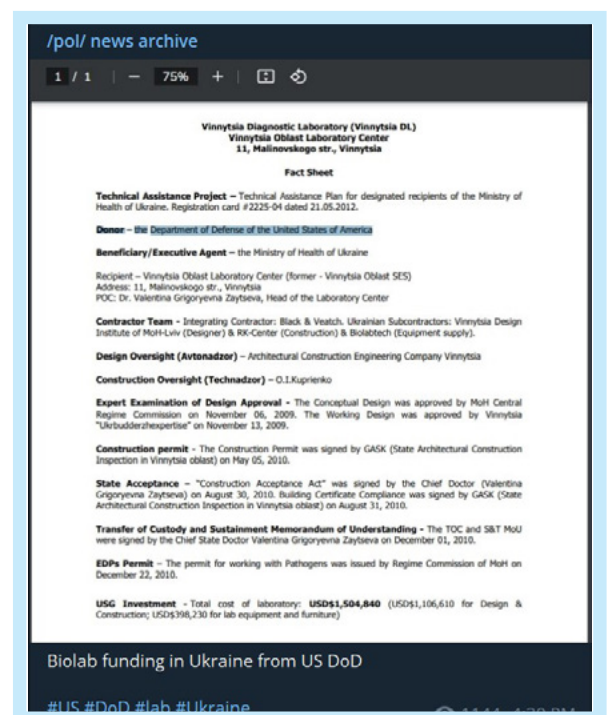 /pol/ news archive
1 / 1 | − 75% + |
Vinnytsia Diagnostic Laboratory (Vinnytsia DL)
Vinnytsia Oblast Laboratory Center
11, Malinovskogo str., Vinnytsia
Fact Sheet
Technical Assistance Project – Technical Assistance Plan for designated recipients of the Ministry of
Health of Ukraine. Registration card #2225-04 dated 21.05.2012.
Donor – the Department of Defense of the United States of America
Beneficiary/Executive Agent – the Ministry of Health of Ukraine
Recipient – Vinnytsia Oblast Laboratory Center (former - Vinnytsia Oblast SES)
Address: 11, Malinovskogo str., Vinnytsia
POC: Dr. Valentina Grigoryevna Zaytseva, Head of the Laboratory Center
Contractor Team - Integrating Contractor: Black & Veatch. Ukrainian Subcontractors: Vinnytsia Design
Institute of MoH-Lviv (Designer) & RK-Center (Construction) & Biolabtech (Equipment supply).
Design Oversight (Avtonadzor) – Architectural Construction Engineering Company Vinnytsia
Construction Oversight (Technadzor) – O.I.Kuprienko
Expert Examination of Design Approval - The Conceptual Design was approved by MoH Central
Regime Commission on November 06, 2009. The Working Design was approved by Vinnytsia
"Ukrbudderzhexpertise" on November 13, 2009.
Construction permit - The Construction Permit was signed by GASK (State Architectural Construction
Inspection in Vinnytsia oblast) on May 05, 2010.
State Acceptance – "Construction Acceptance Act" was signed by the Chief Doctor (Valentina
Grigoryevna Zaytseva) on August 30, 2010. Building Certificate Compliance was signed by GASK (State
Architectural Construction Inspection in Vinnytsia oblast) on August 31, 2010.
Transfer of Custody and Sustainment Memorandum of Understanding - The TOC and S&T MoU
were signed by the Chief State Doctor Valentina Grigoryevna Zaytseva on December 01, 2010.
EDPs Permit – The permit for working with Pathogens was issued by Regime Commission of MoH on
December 22, 2010.
USG Investment - Total cost of laboratory: USD$1,504,840 (USD$1,106,610 for Design &
Construction; USD$398,230 for lab equipment and furniture)
Biolab funding in Ukraine from US DoD
#US #DoD #lab #Ukraine